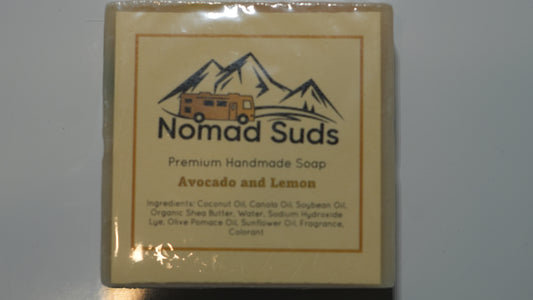 Nomad Suds
Premium Handmade Soap
Avocado and Lemon
Ingredients: Coconut Oil, Canola Oil, Soybean Oil,
Organic Shea Butter, Water, Sodium Hydroxide
Lye, Olive Pomace Oil, Sunflower Oil, Fragrance,
Colorant